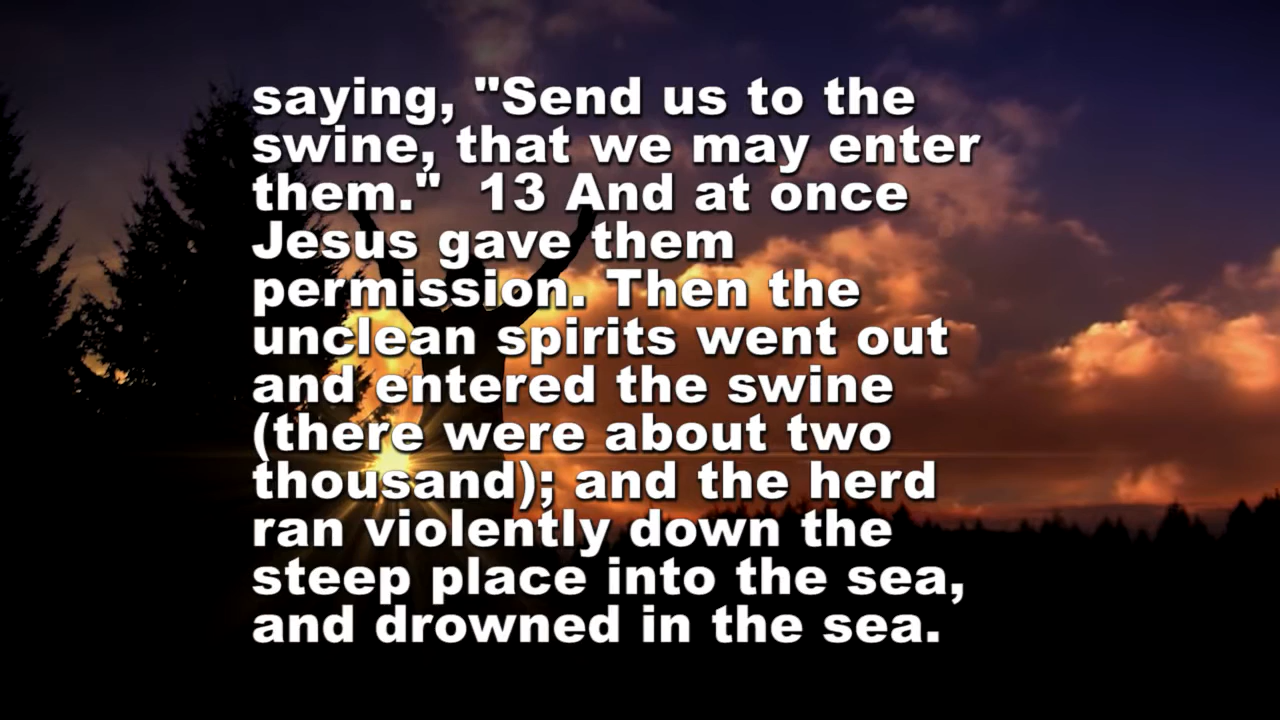 saying, "Send us to the
swine, that we may enter
them."  13 And at once
Jesus gave them
permission. Then the
unclean spirits went out
and entered the swine
(there were about two
thousand); and the herd
ran violently down the
steep place into the sea,
and drowned in the sea.